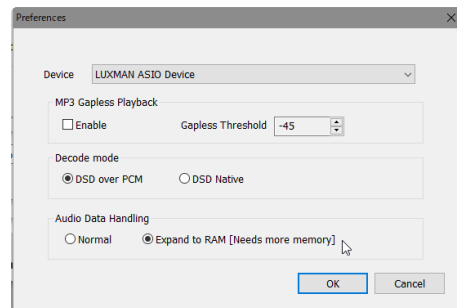 Preferences
Device LUXMAN ASIO Device
MP3 Gapless Playback
Enable Gapless Threshold -45
Decode mode
DSD over PCM DSD Native
Audio Data Handling
Normal Expand to RAM [Needs more memory]
OK Cancel